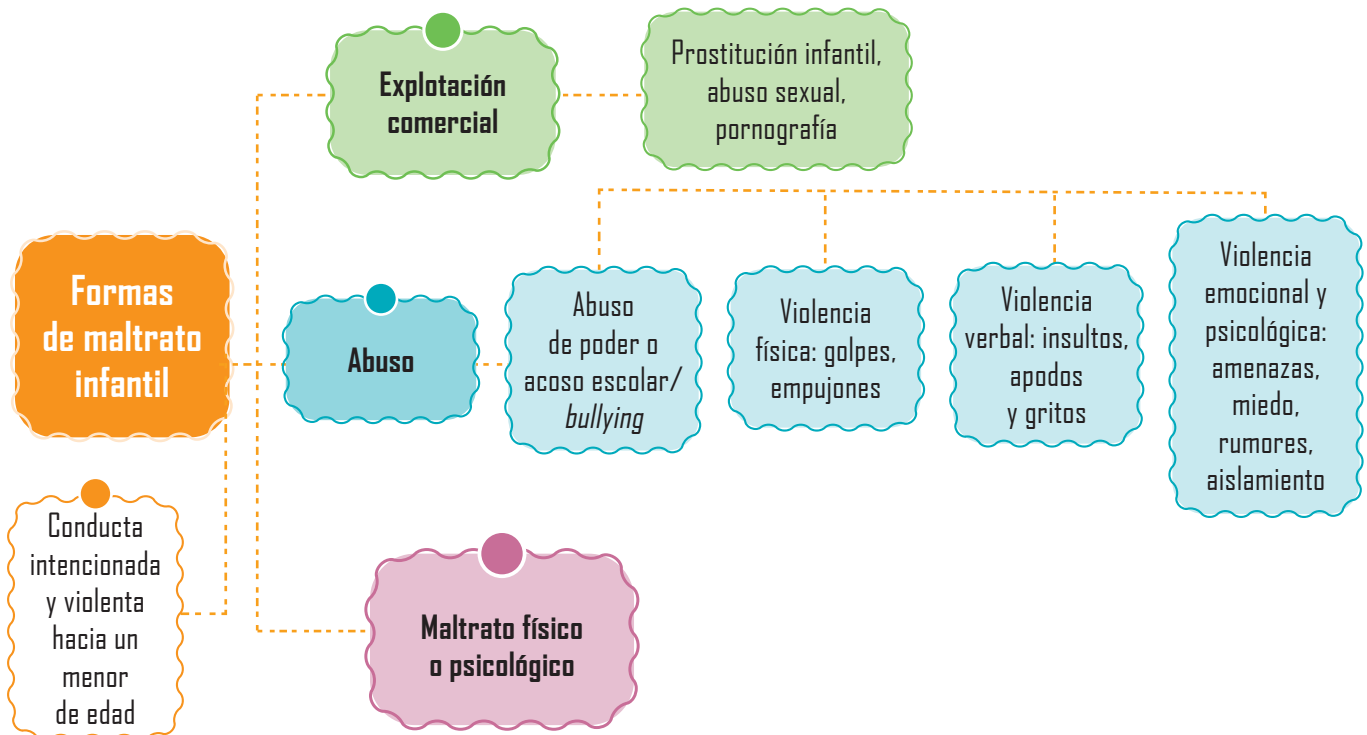 Explotación
comercial
Prostitución infantil,
abuso sexual,
pornografía
Formas
de maltrato
infantil
Conducta
intencionada
y violenta
hacia un
menor
de edad
Abuso
Abuso
de poder o
acoso escolar/
bullying
Violencia
física: golpes,
empujones
Violencia
verbal: insultos,
apodos
y gritos
Violencia
emocional y
psicológica:
amenazas,
miedo,
rumores,
aislamiento
Maltrato físico
o psicológico